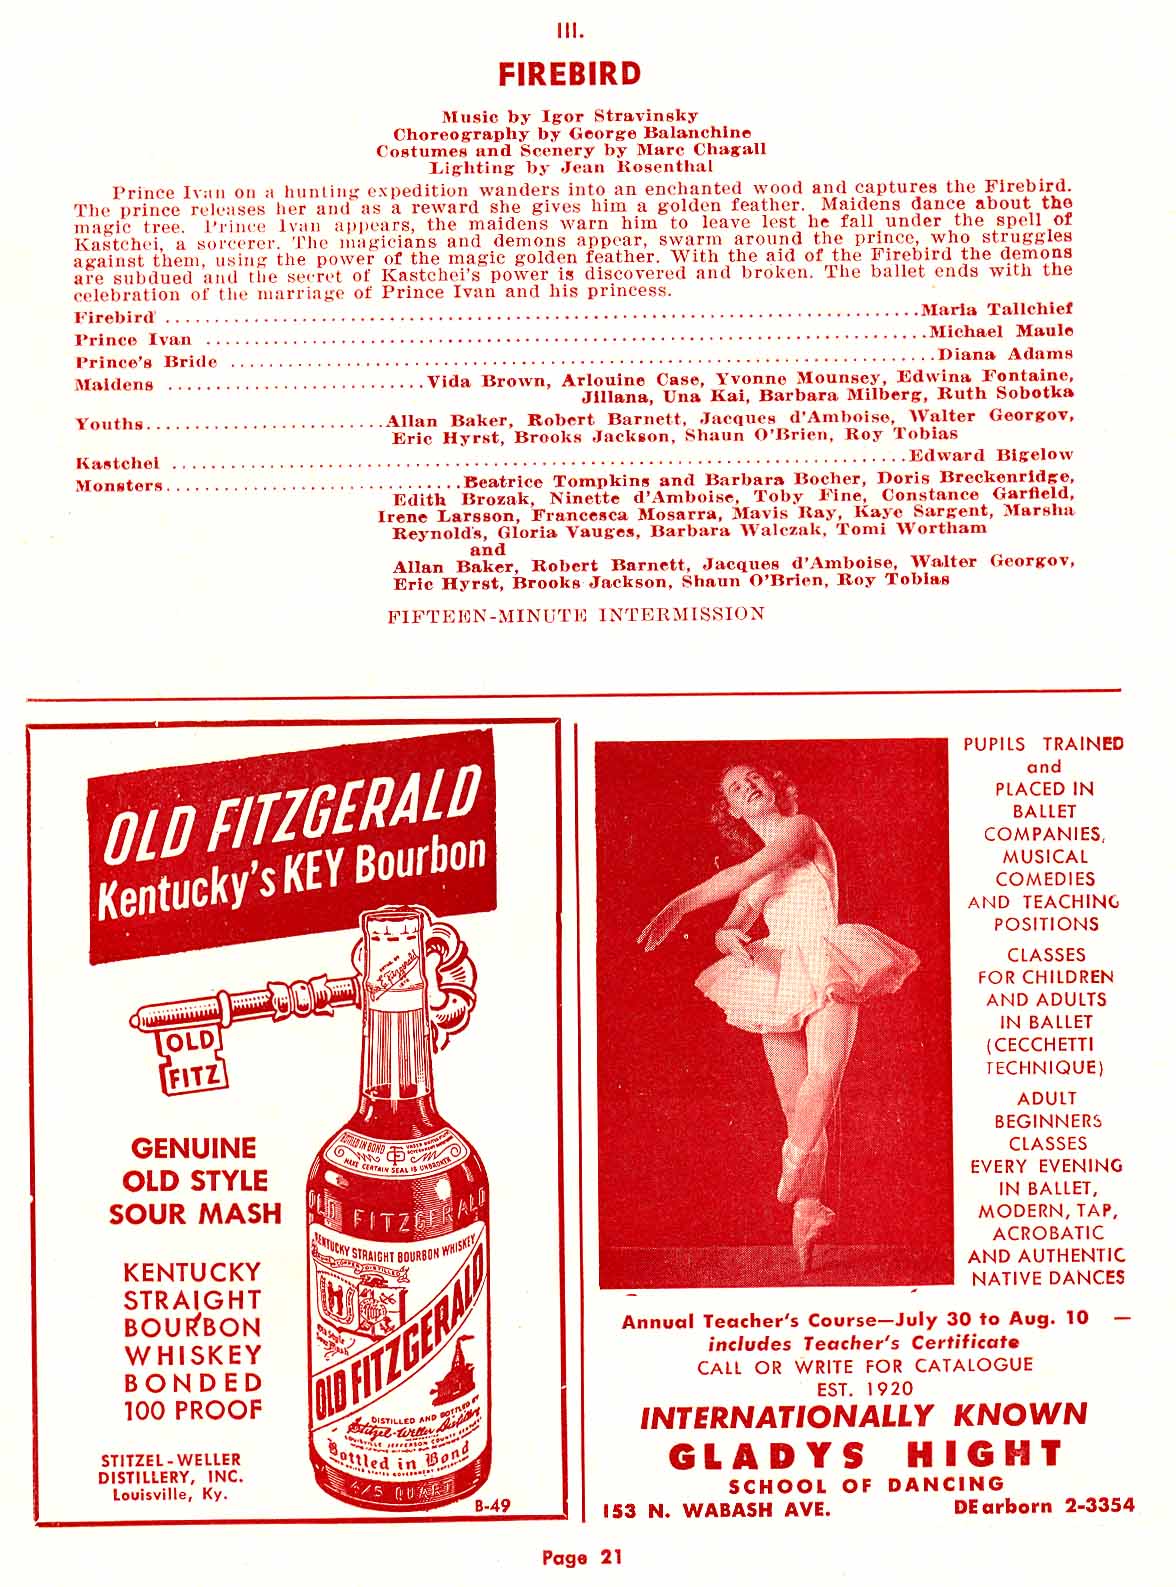 III.
FIREBIRD
Music by Igor Stravinsky
Choreography by George Balanchine
Costumes and Scenery by Marc Chagall
Lighting by Jean Rosenthal
Prince Ivan on a hunting expedition wanders into an enchanted wood and captures the Firebird.
The prince releases her and as a reward she gives him a golden feather. Maidens dance about the
magic tree. Prince Ivan appears, the maidens warn him to leave lest he fall under the spell of
Kastchei, a sorcerer. The magicians and demons appear, swarm around the prince, who struggles
against them, using the power of the magic golden feather. With the aid of the Firebird the demons
are subdued and the secret of Kastchei's power is discovered and broken. The ballet ends with the
celebration of the marriage of Prince Ivan and his princess.
Firebird ........ Maria Tallchief
Prince Ivan ........ Michael Maule
Prince's Bride ........ Diana Adams
Maidens ........ Vida Brown, Arlouine Case, Yvonne Mounsey, Edwina Fontaine,
Jillana, Una Kai, Barbara Milberg, Ruth Sobotka
Youths ........ Allan Baker, Robert Barnett, Jacques d'Amboise, Walter Georgov,
Eric Hyrst, Brooks Jackson, Shaun O'Brien, Roy Tobias
Kastchei ........ Edward Bigelow
Monsters ........ Beatrice Tompkins and Barbara Bocher, Doris Breckenridge,
Edith Brozak, Ninette d'Amboise, Toby Fine, Constance Garfield,
Irene Larsson, Francesca Mosarra, Mavis Ray, Kaye Sargent, Marsha
Reynolds, Gloria Vauges, Barbara Walczak, Tomi Wortham
and
Allan Baker, Robert Barnett, Jacques d'Amboise, Walter Georgov,
Eric Hyrst, Brooks Jackson, Shaun O'Brien, Roy Tobias
FIFTEEN-MINUTE INTERMISSION
OLD FITZGERALD
Kentucky's KEY Bourbon
OLD
FITZ
GENUINE
OLD STYLE
SOUR MASH
KENTUCKY
STRAIGHT
BOURBON
WHISKEY
BONDED
100 PROOF
STITZEL-WELLER
DISTILLERY, INC.
Louisville, Ky.
BOTTLED IN BOND
MAKE CERTAIN SEAL IS UNBROKEN
OLD FITZGERALD
KENTUCKY STRAIGHT BOURBON WHISKEY
OLD FITZGERALD
DISTILLED AND BOTTLED BY
Stitzel-Weller Distillery
Bottled in Bond
4/5 QUART
B-49
PUPILS TRAINED
and
PLACED IN
BALLET
COMPANIES,
MUSICAL
COMEDIES
AND TEACHING
POSITIONS
CLASSES
FOR CHILDREN
AND ADULTS
IN BALLET
(CECCHETTI
TECHNIQUE)
ADULT
BEGINNERS
CLASSES
EVERY EVENING
IN BALLET,
MODERN, TAP,
ACROBATIC
AND AUTHENTIC
NATIVE DANCES
Annual Teacher's Course—July 30 to Aug. 10 —
includes Teacher's Certificate
CALL OR WRITE FOR CATALOGUE
EST. 1920
INTERNATIONALLY KNOWN
GLADYS HIGHT
SCHOOL OF DANCING
153 N. WABASH AVE. DEarborn 2-3354
Page 21